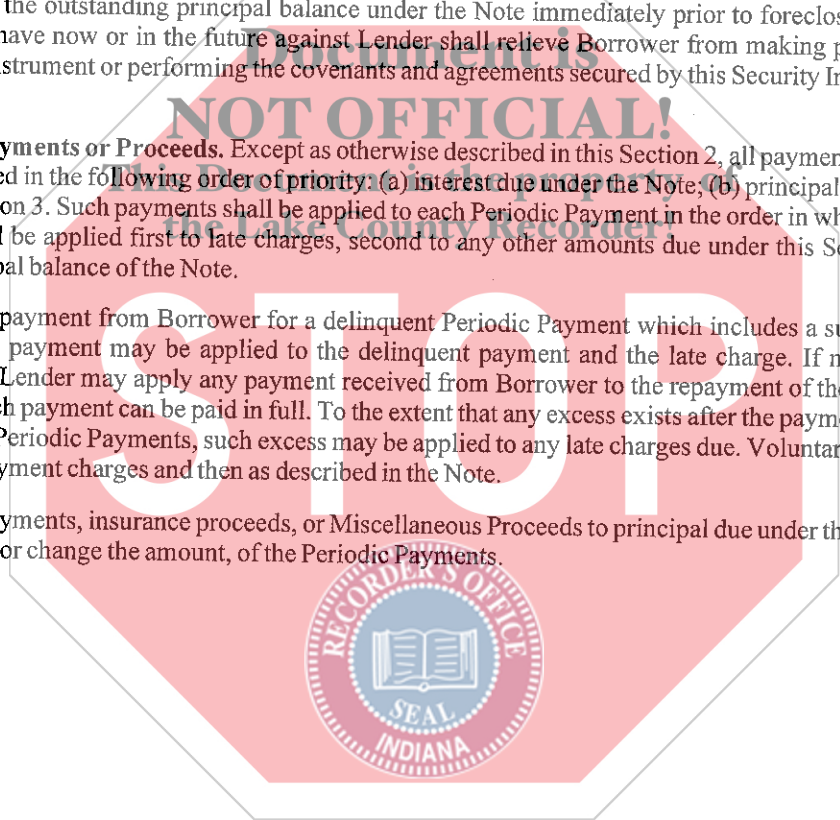 the outstanding principal balance under the Note immediately prior to foreclos
have now or in the future against Lender shall relieve Borrower from making p
strument or performing the covenants and agreements secured by this Security In
Document is
NOT OFFICIAL!
This Document is the property of
the Lake County Recorder!
yments or Proceeds. Except as otherwise described in this Section 2, all paymen
ed in the following order of priority: (a) interest due under the Note; (b) principal
on 3. Such payments shall be applied to each Periodic Payment in the order in wh
l be applied first to late charges, second to any other amounts due under this Se
pal balance of the Note.
payment from Borrower for a delinquent Periodic Payment which includes a su
payment may be applied to the delinquent payment and the late charge. If m
Lender may apply any payment received from Borrower to the repayment of the
h payment can be paid in full. To the extent that any excess exists after the payme
Periodic Payments, such excess may be applied to any late charges due. Voluntar
yment charges and then as described in the Note.
yments, insurance proceeds, or Miscellaneous Proceeds to principal due under th
or change the amount, of the Periodic Payments.
STOP
RECORDER'S OFFICE
SEAL
INDIANA